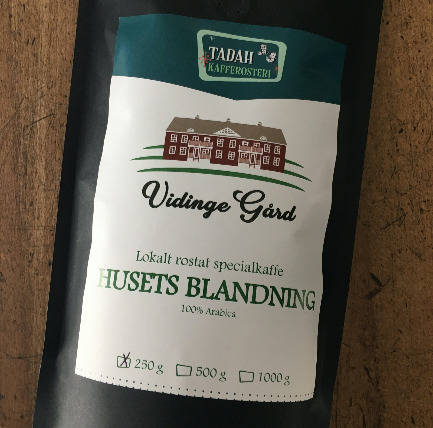 TADAH
KAFFEROSTERI
Vidinge Gård
Lokalt rostat specialkaffe
HUSETS BLANDNING
100% Arabica
250 g 500 g 1000 g